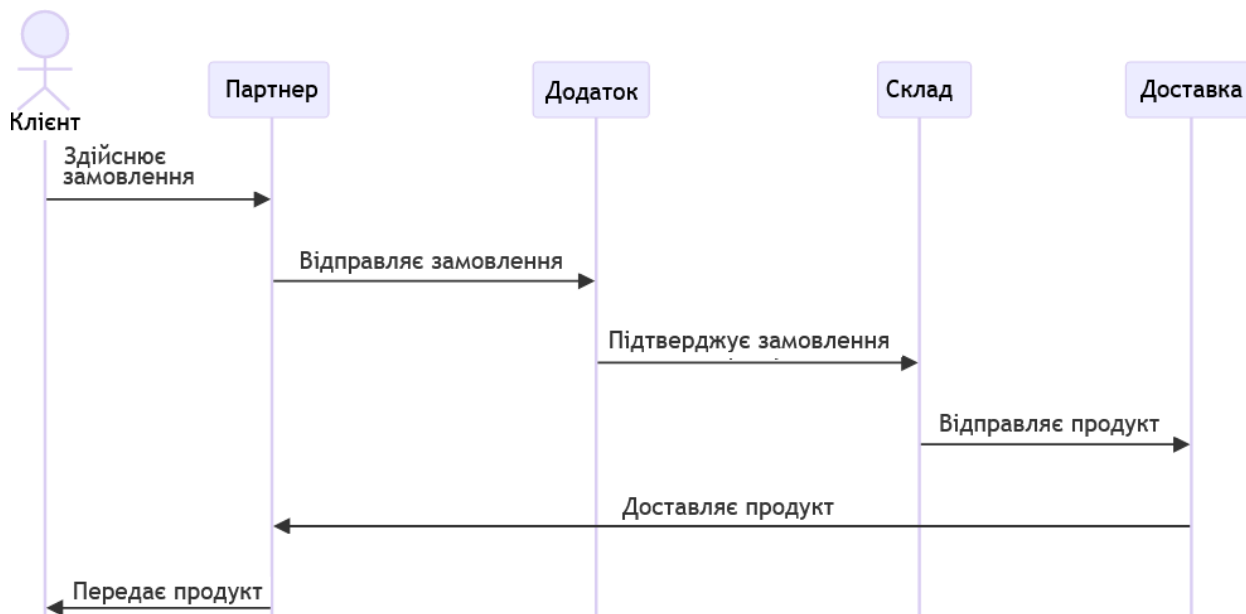 Партнер
Додаток
Склад
Доставка
Клієнт
Здійснює
замовлення
Відправляє замовлення
Підтверджує замовлення
Відправляє продукт
Доставляє продукт
Передає продукт